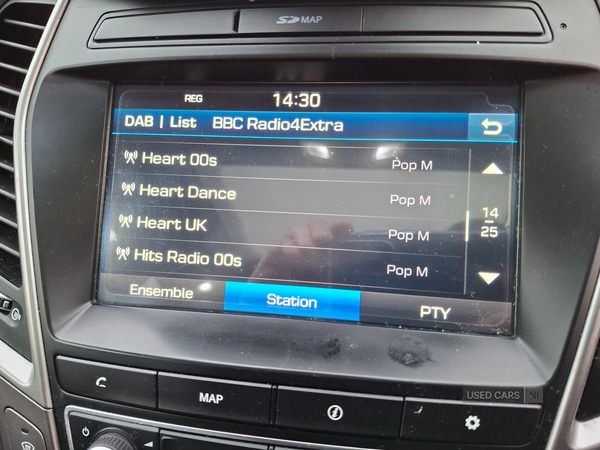 SD MAP
REG 14:30
DAB | List BBC Radio4Extra
Heart 00s Pop M
Heart Dance Pop M
14
25
Heart UK Pop M
Hits Radio 00s Pop M
Ensemble Station PTY
MAP
USED CARS NI